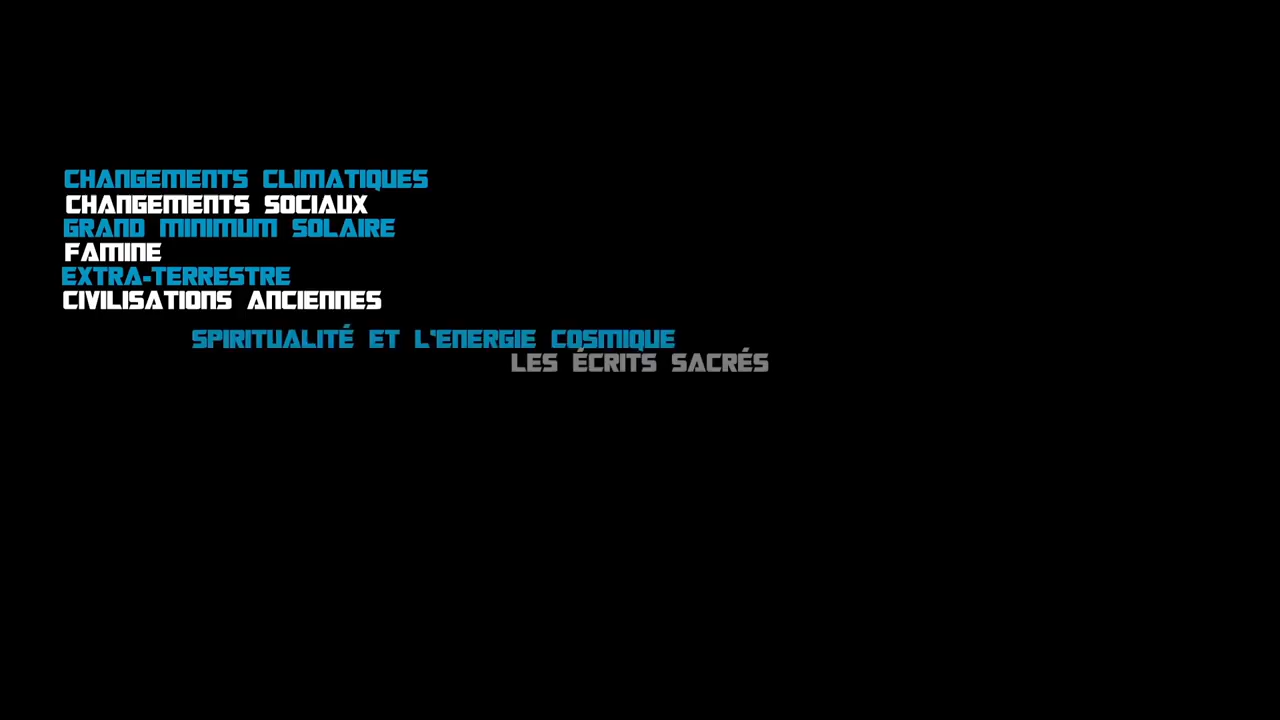 CHANGEMENTS CLIMATIQUES
CHANGEMENTS SOCIAUX
GRAND MINIMUM SOLAIRE
FAMINE
EXTRA-TERRESTRE
CIVILISATIONS ANCIENNES
SPIRITUALITÉ ET L'ENERGIE COSMIQUE
LES ÉCRITS SACRÉS